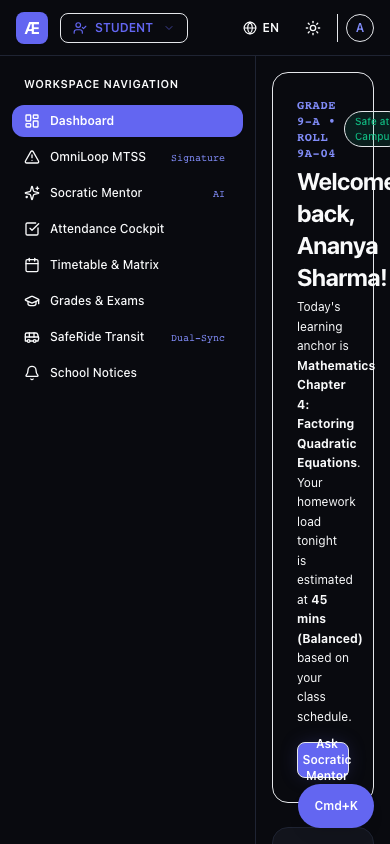 Æ STUDENT EN A
WORKSPACE NAVIGATION
Dashboard
OmniLoop MTSS Signature
Socratic Mentor AI
Attendance Cockpit
Timetable & Matrix
Grades & Exams
SafeRide Transit Dual-Sync
School Notices
GRADE
9-A •
ROLL
9A-04
Safe at
Campu
Welcome
back,
Ananya
Sharma!
Today's
learning
anchor is
Mathematics
Chapter
4:
Factoring
Quadratic
Equations.
Your
homework
load
tonight
is
estimated
at 45
mins
(Balanced)
based on
your
class
schedule.
Ask
Socratic
Mentor
Cmd+K